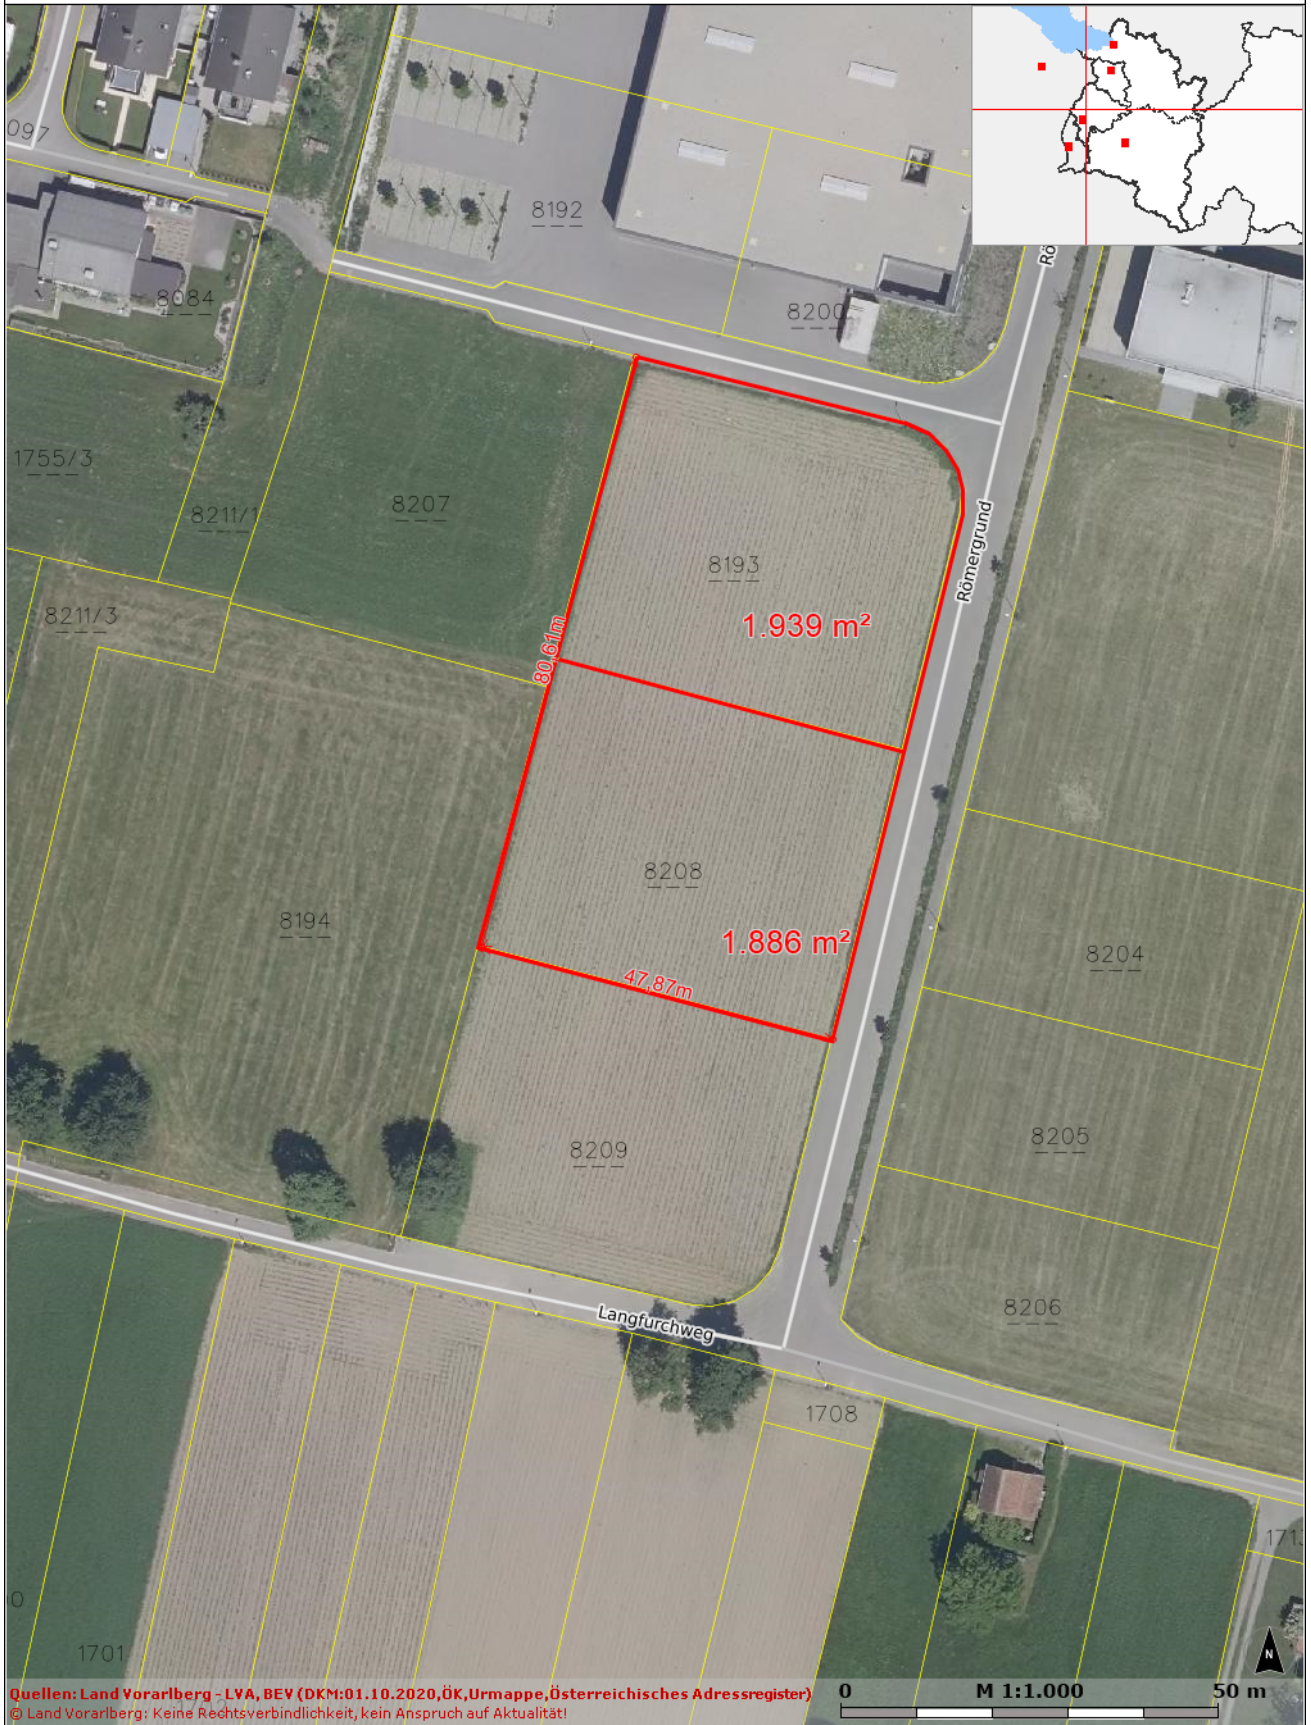 097
8192
Rö
8084
8200
1755/3
8207
8211/1
Römergrund
8193
8211/3
1.939 m²
80,61m
8208
8194
1.886 m²
8204
47,87m
8205
8209
8206
Langfurchweg
1708
1713
0
1701
N
Quellen: Land Vorarlberg - LVA, BEV (DKM:01.10.2020,ÖK,Urmappe,Österreichisches Adressregister)
0 M 1:1.000 50 m
© Land Vorarlberg: Keine Rechtsverbindlichkeit, kein Anspruch auf Aktualität!